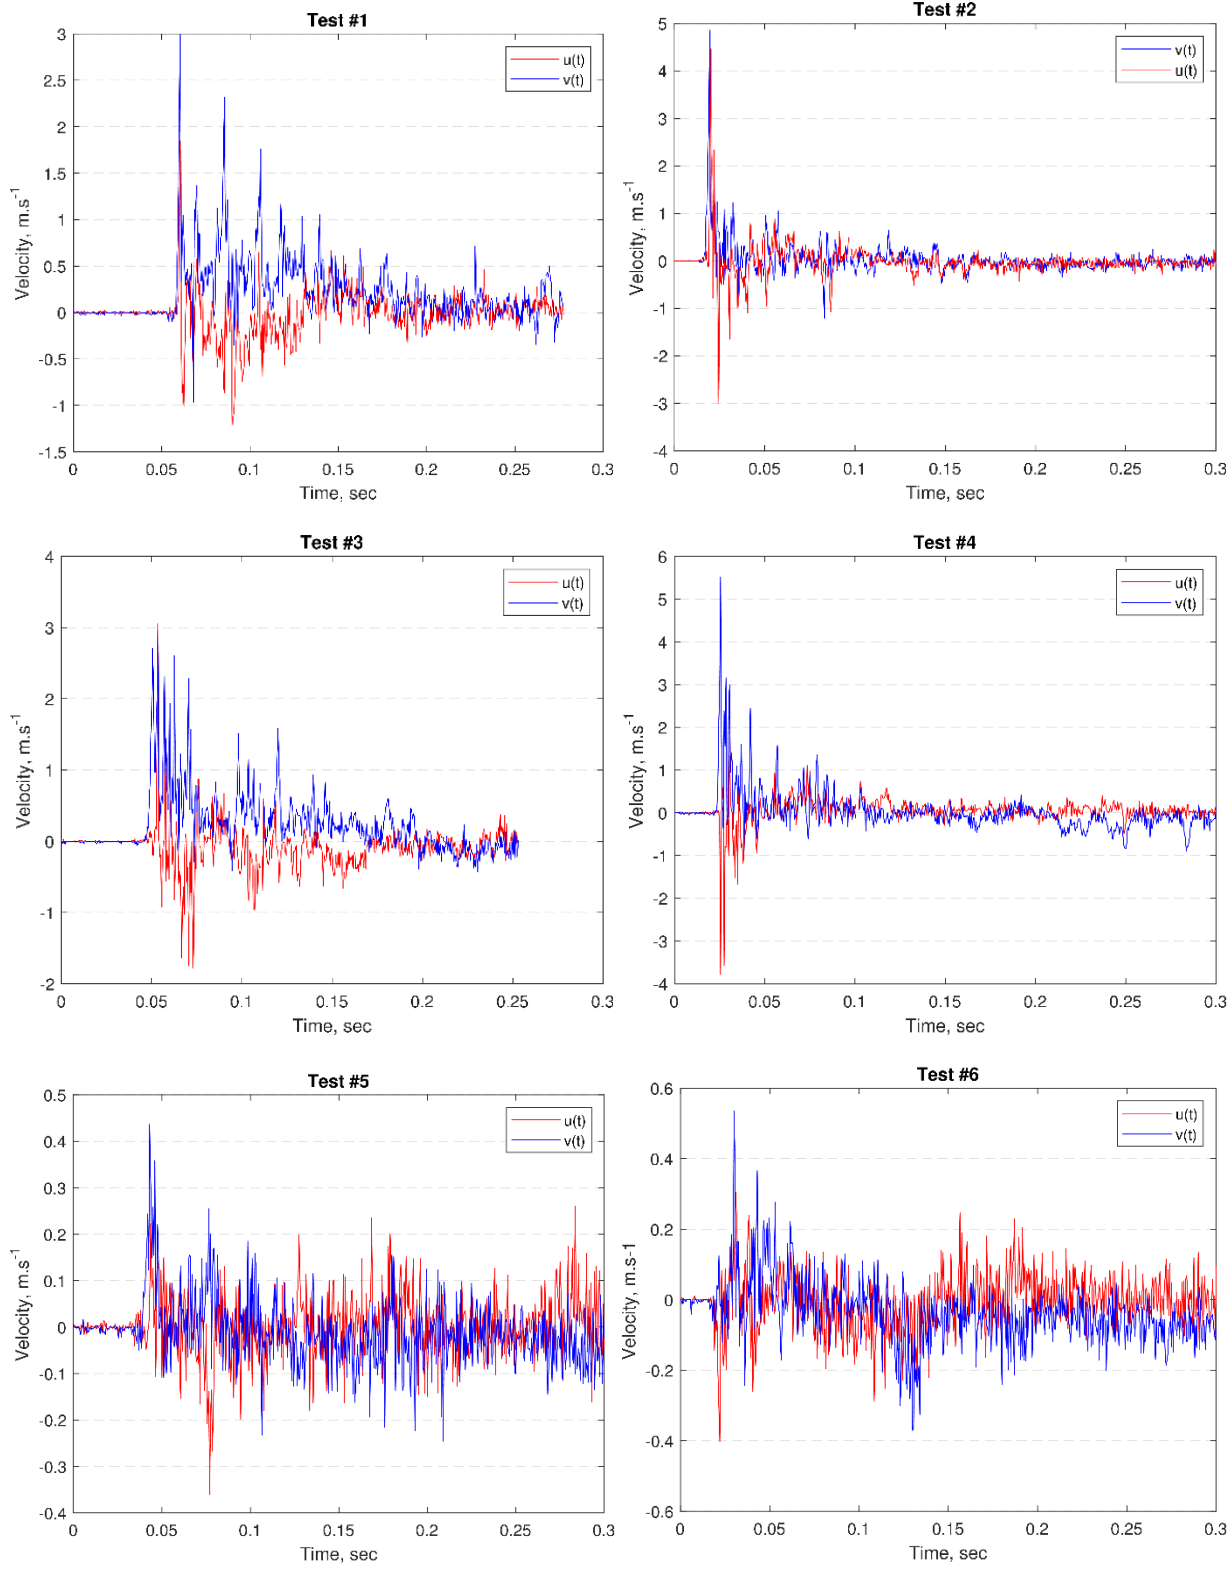 Test #1
3
2.5
2
1.5
1
0.5
0
-0.5
-1
-1.5
Velocity, m.s-1
u(t)
v(t)
0 0.05 0.1 0.15 0.2 0.25 0.3
Time, sec
Test #2
5
4
3
2
1
0
-1
-2
-3
-4
Velocity, m.s-1
v(t)
u(t)
0 0.05 0.1 0.15 0.2 0.25 0.3
Time, sec
Test #3
4
3
2
1
0
-1
-2
Velocity, m.s-1
u(t)
v(t)
0 0.05 0.1 0.15 0.2 0.25 0.3
Time, sec
Test #4
6
5
4
3
2
1
0
-1
-2
-3
-4
Velocity, m.s-1
u(t)
v(t)
0 0.05 0.1 0.15 0.2 0.25 0.3
Time, sec
Test #5
0.5
0.4
0.3
0.2
0.1
0
-0.1
-0.2
-0.3
-0.4
Velocity, m.s-1
u(t)
v(t)
0 0.05 0.1 0.15 0.2 0.25 0.3
Time, sec
Test #6
0.6
0.4
0.2
0
-0.2
-0.4
-0.6
Velocity, m.s-1
u(t)
v(t)
0 0.05 0.1 0.15 0.2 0.25 0.3
Time, sec